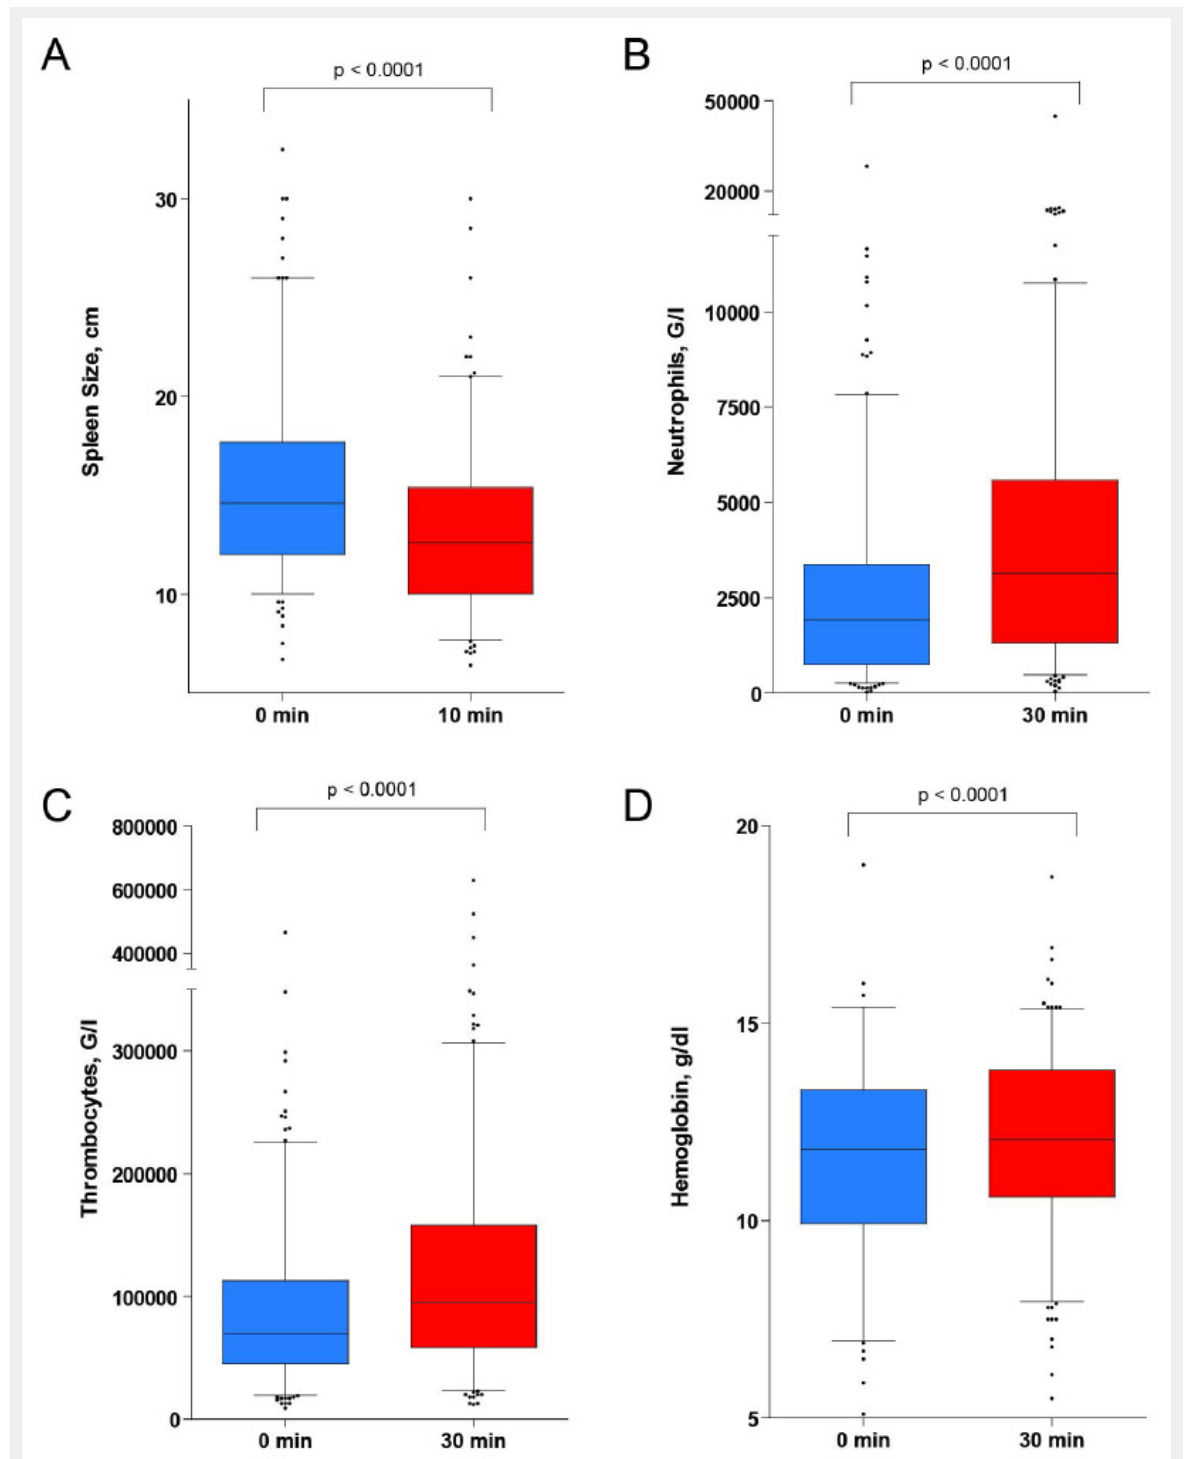 A
p < 0.0001
30
20
10
Spleen Size, cm
0 min
10 min
B
p < 0.0001
50000
20000
10000
7500
5000
2500
0
Neutrophils, G/l
0 min
30 min
C
p < 0.0001
800000
600000
400000
300000
200000
100000
0
Thrombocytes, G/l
0 min
30 min
D
p < 0.0001
20
15
10
5
Hemoglobin, g/dl
0 min
30 min